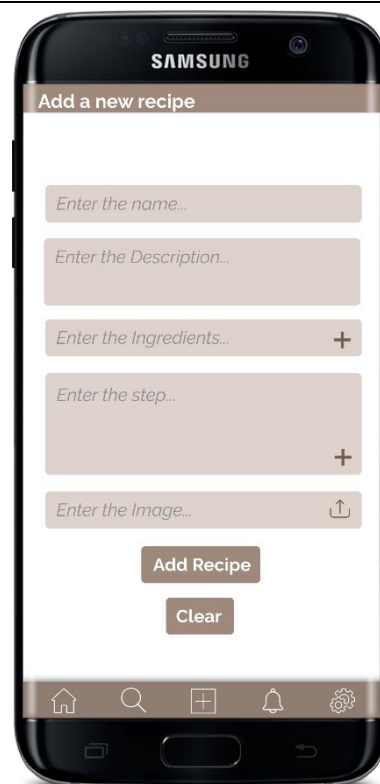 SAMSUNG
Add a new recipe
Enter the name...
Enter the Description...
Enter the Ingredients...
Enter the step...
Enter the Image...
Add Recipe
Clear